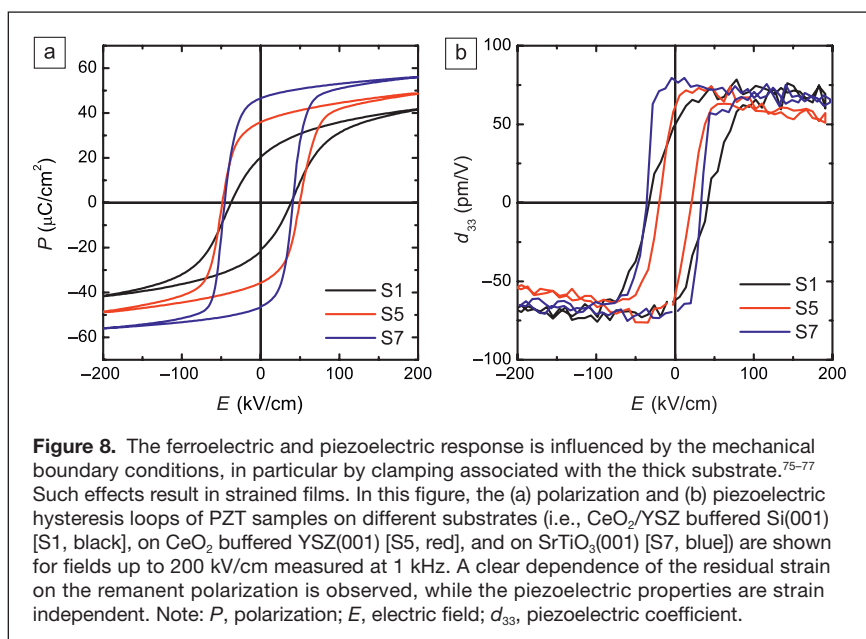 a
60
40
20
0
−20
−40
−60
P (μC/cm²)
−200
−100
0
100
200
E (kV/cm)
S1
S5
S7
b
100
75
50
0
−50
−100
d₃₃ (pm/V)
−200
−100
0
100
200
E (kV/cm)
S1
S5
S7
Figure 8. The ferroelectric and piezoelectric response is influenced by the mechanical
boundary conditions, in particular by clamping associated with the thick substrate.⁷⁵⁻⁷⁷
Such effects result in strained films. In this figure, the (a) polarization and (b) piezoelectric
hysteresis loops of PZT samples on different substrates (i.e., CeO₂/YSZ buffered Si(001)
[S1, black], on CeO₂ buffered YSZ(001) [S5, red], and on SrTiO₃(001) [S7, blue]) are shown
for fields up to 200 kV/cm measured at 1 kHz. A clear dependence of the residual strain
on the remanent polarization is observed, while the piezoelectric properties are strain
independent. Note: P, polarization; E, electric field; d₃₃, piezoelectric coefficient.